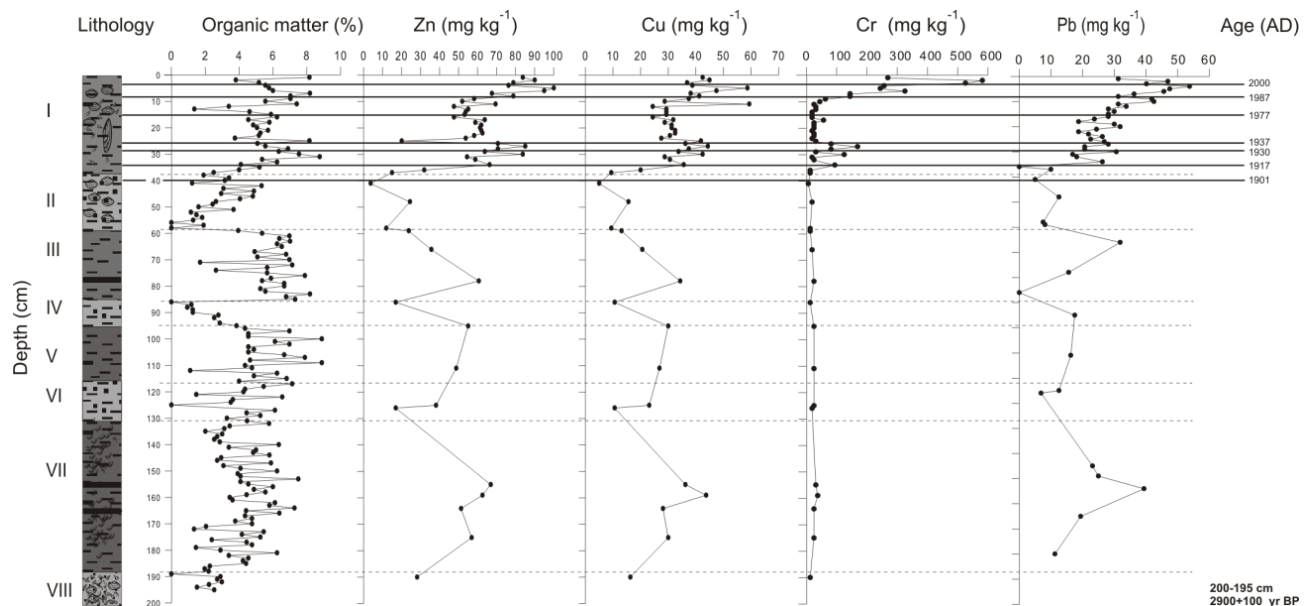 Lithology Organic matter (%) Zn (mg kg⁻¹) Cu (mg kg⁻¹) Cr (mg kg⁻¹) Pb (mg kg⁻¹) Age (AD)
0 2 4 6 8 10 0 10 20 30 40 50 60 70 80 90 100 0 10 20 30 40 50 60 70 0 100 200 300 400 500 600 0 10 20 30 40 50 60
Depth (cm)
I
II
III
IV
V
VI
VII
VIII
0
10
20
30
40
50
60
70
80
90
100
110
120
130
140
150
160
170
180
190
200
2000
1987
1977
1937
1930
1917
1901
200-195 cm
2900+100 yr BP